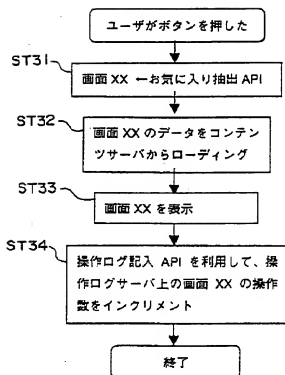 ユーザがボタンを押した
ST31
画面 XX ←お気に入り抽出 API
ST32
画面 XX のデータをコンテン
ツサーバからローディング
ST33
画面 XX を表示
ST34
操作ログ記入 API を利用して、操
作ログサーバ上の画面 XX の操作
数をインクリメント
終了